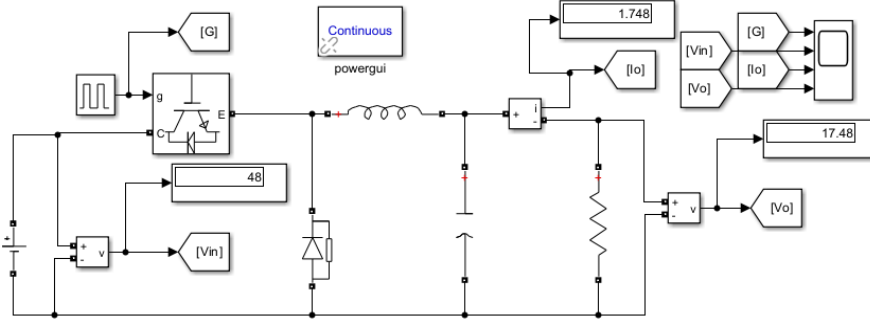 1.748
[G]
Continuous
powergui
[Io]
[G]
[Vin]
[Io]
[Vo]
g
C
E
+
i
+
-
17.48
48
+
+
+
+
-
v
[Vo]
+
+
-
v
[Vin]